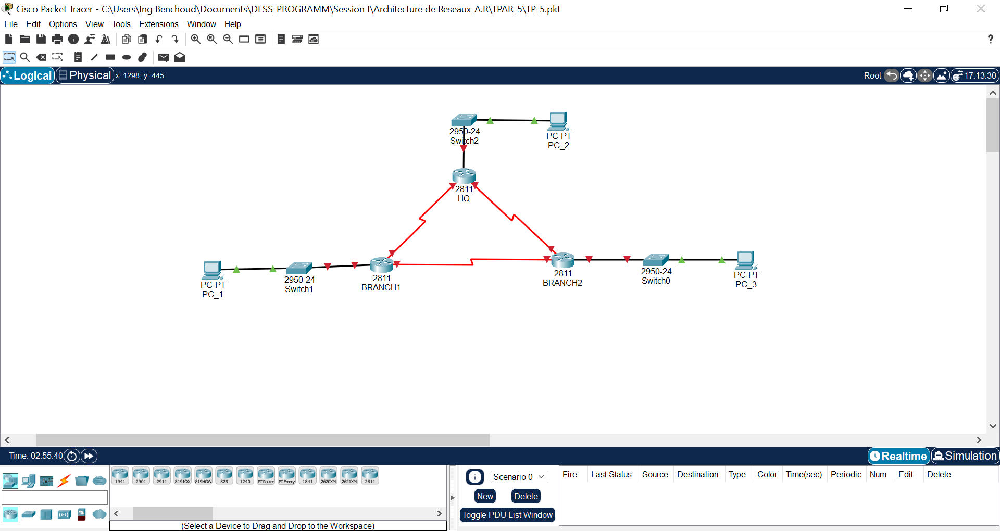 Cisco Packet Tracer - C:\Users\Ing Benchoud\Documents\DESS_PROGRAMM\Session I\Architecture de Reseaux_A.R\TPAR_5\TP_5.pkt
File Edit Options View Tools Extensions Window Help
?
Logical Physical x: 1298, y: 445 Root 17:13:30
2950-24
Switch2
PC-PT
PC_2
2811
HQ
PC-PT
PC_1
2950-24
Switch1
2811
BRANCH1
2811
BRANCH2
2950-24
Switch0
PC-PT
PC_3
Time: 02:55:40 Realtime Simulation
1941 2901 2911 819IOX 819HGW 829 1240 PT-Router PT-Empty 1841 2620XM 2621XM 2811
(Select a Device to Drag and Drop to the Workspace)
Scenario 0
New Delete
Toggle PDU List Window
Fire Last Status Source Destination Type Color Time(sec) Periodic Num Edit Delete